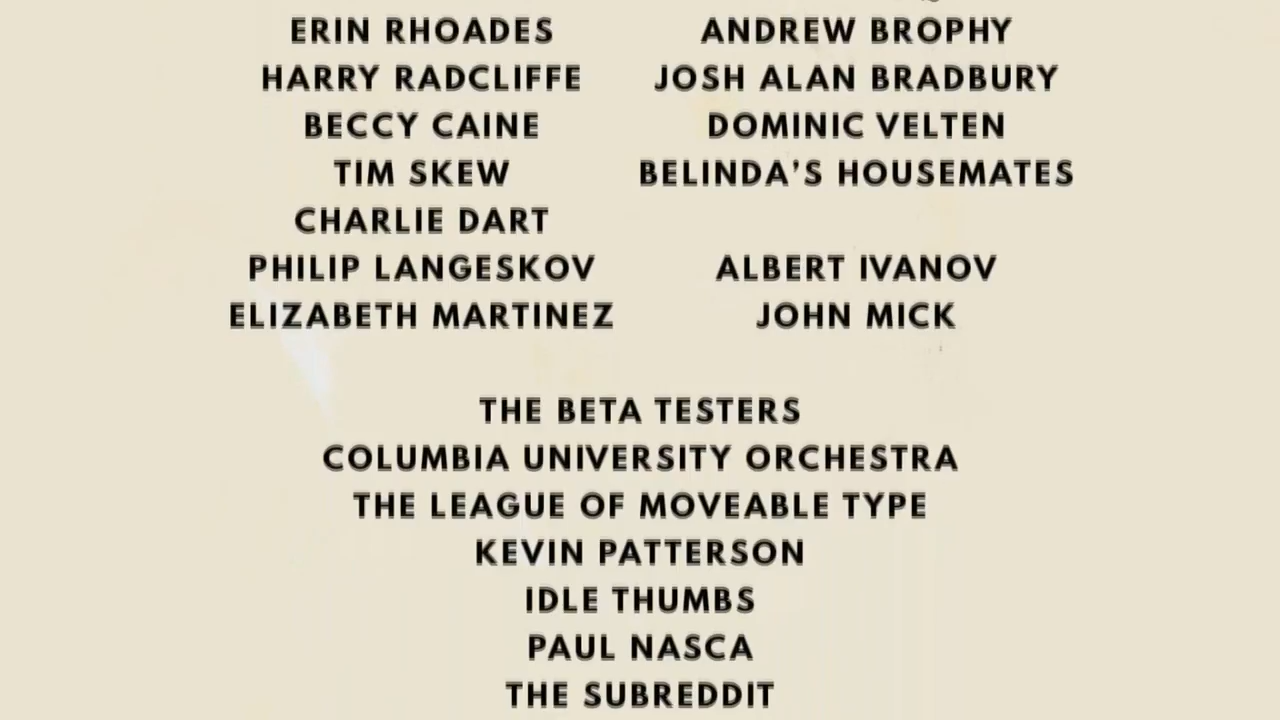 ERIN RHOADES ANDREW BROPHY
HARRY RADCLIFFE JOSH ALAN BRADBURY
BECCY CAINE DOMINIC VELTEN
TIM SKEW BELINDA’S HOUSEMATES
CHARLIE DART
PHILIP LANGESKOV ALBERT IVANOV
ELIZABETH MARTINEZ JOHN MICK
THE BETA TESTERS
COLUMBIA UNIVERSITY ORCHESTRA
THE LEAGUE OF MOVEABLE TYPE
KEVIN PATTERSON
IDLE THUMBS
PAUL NASCA
THE SUBREDDIT